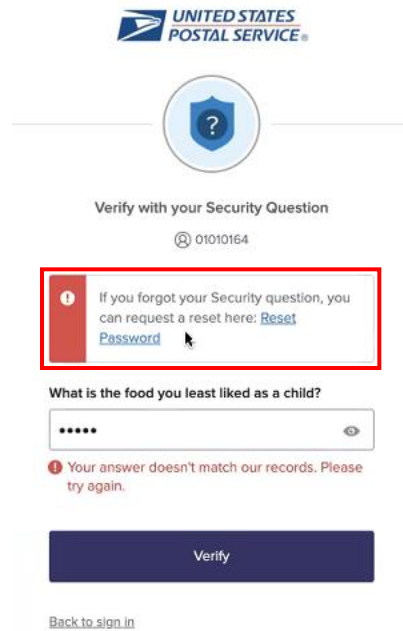 UNITED STATES
POSTAL SERVICE®
?
Verify with your Security Question
01010164
If you forgot your Security question, you
can request a reset here: Reset
Password
What is the food you least liked as a child?
•••••
Your answer doesn't match our records. Please
try again.
Verify
Back to sign in